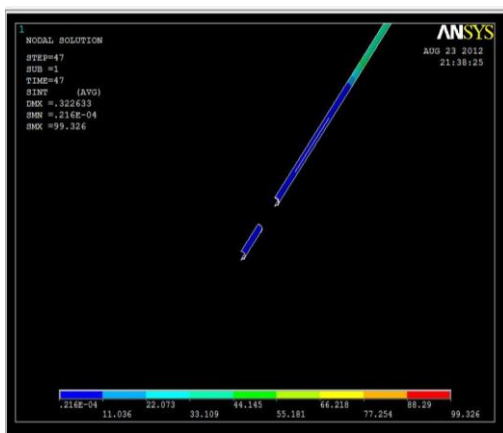 1
ANSYS
NODAL SOLUTION
AUG 23 2012
21:38:25
STEP=47
SUB =1
TIME=47
SINT (AVG)
DMX =.322633
SMN =.216E-04
SMX =99.326
.216E-04 22.073 44.145 66.218 88.29
11.036 33.109 55.181 77.254 99.326